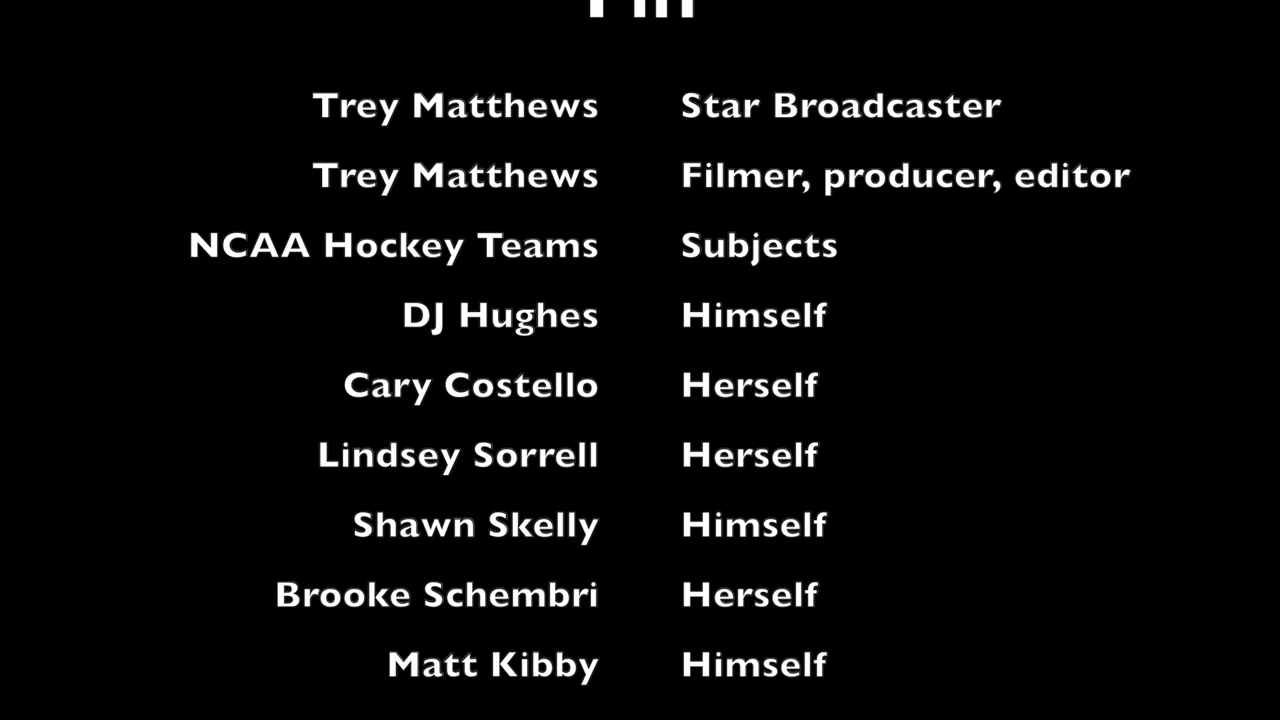 Trey Matthews Star Broadcaster
Trey Matthews Filmer, producer, editor
NCAA Hockey Teams Subjects
DJ Hughes Himself
Cary Costello Herself
Lindsey Sorrell Herself
Shawn Skelly Himself
Brooke Schembri Herself
Matt Kibby Himself